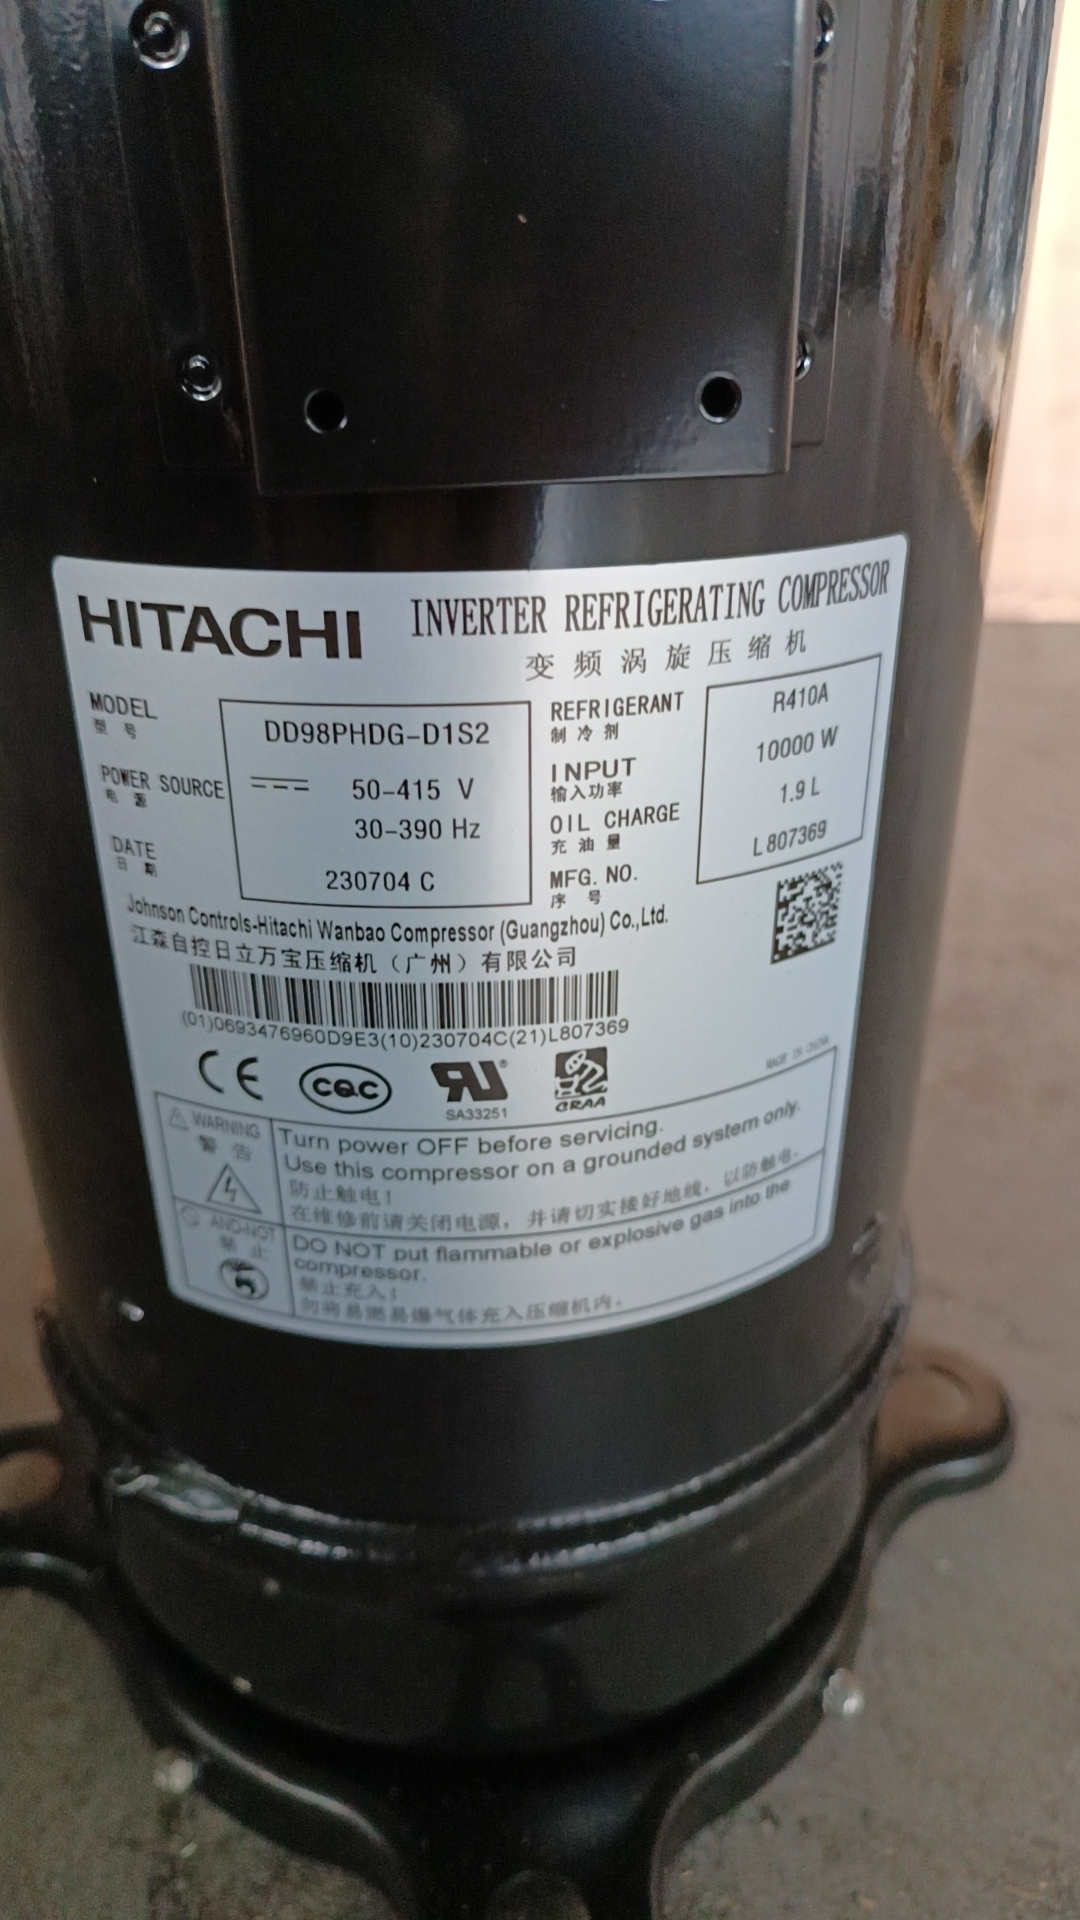 HITACHI INVERTER REFRIGERATING COMPRESSOR
变频涡旋压缩机
MODEL DD98PHDG-D1S2
型号
POWER SOURCE 50-415 V
电源 30-390 Hz
DATE 230704 C
日期
REFRIGERANT R410A
制冷剂
INPUT 10000 W
输入功率
OIL CHARGE 1.9 L
充油量
MFG. NO. L807369
序号
Johnson Controls-Hitachi Wanbao Compressor (Guangzhou) Co.,Ltd.
江森自控日立万宝压缩机（广州）有限公司
(01)0693476960D9E3(10)230704C(21)L807369
MADE IN CHINA
CE CQC RU® CRAA
SA33251
WARNING
警告
Turn power OFF before servicing.
Use this compressor on a grounded system only.
防止触电！
在维修前请关闭电源，并请切实接好地线，以防触电。
AND-NOT
禁止
DO NOT put flammable or explosive gas into the
compressor.
禁止充入！
勿将易燃易爆气体充入压缩机内。